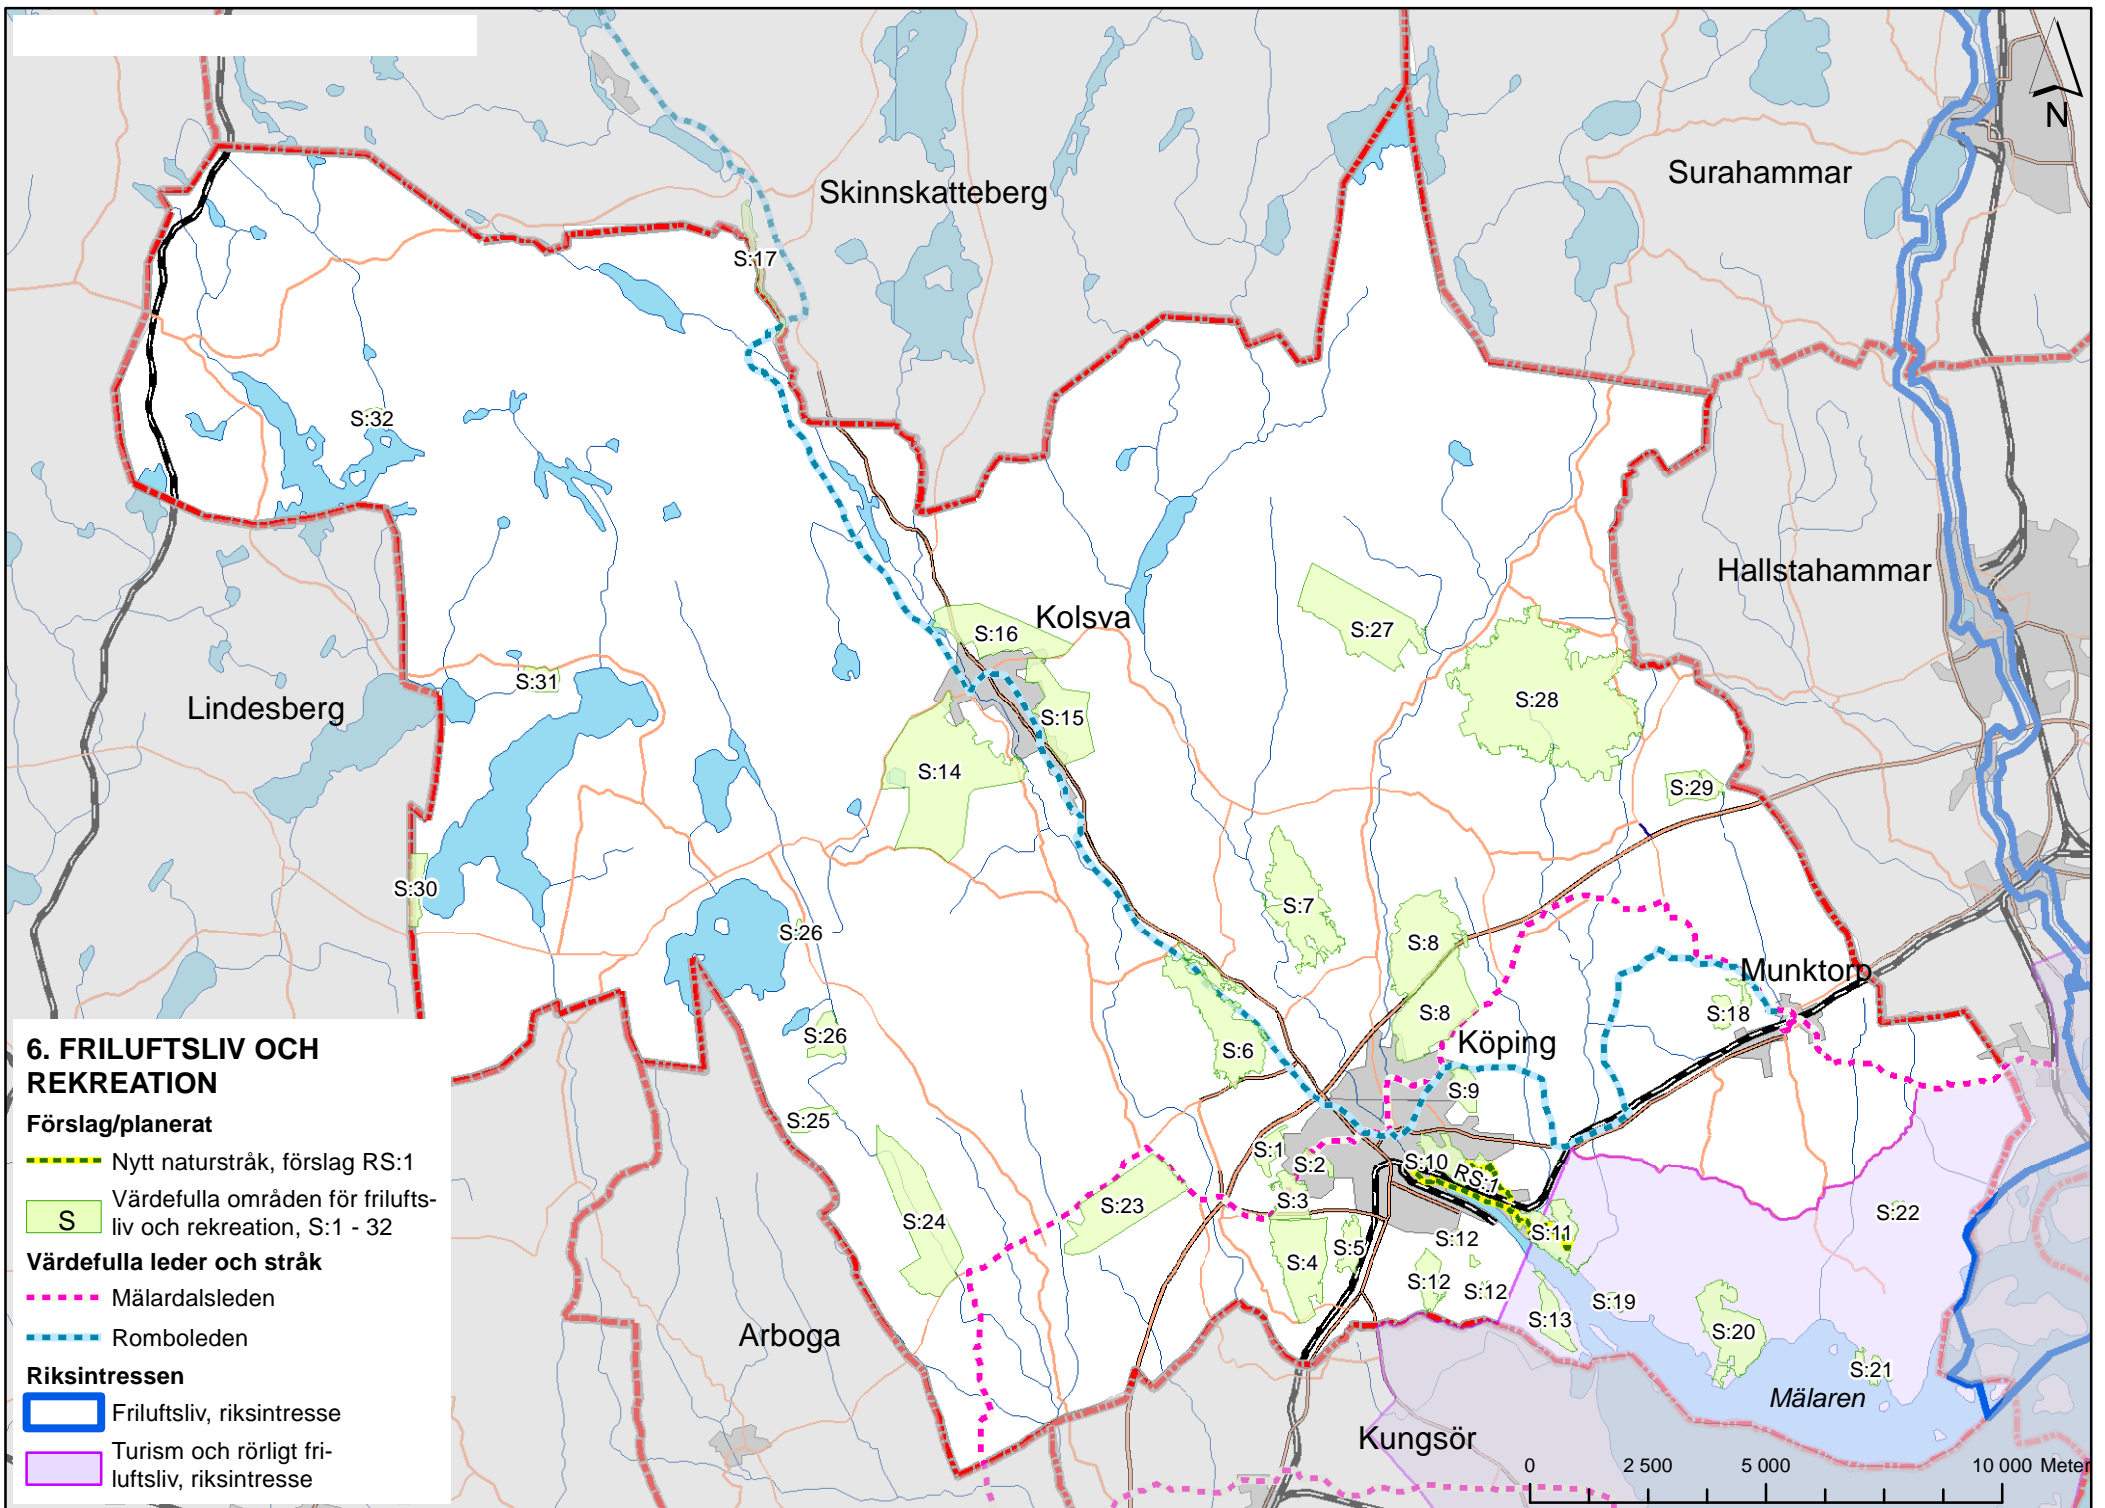 N
Skinnskatteberg
Surahammar
S:17
S:32
Hallstahammar
Kolsva
S:16
S:27
S:31
S:28
Lindesberg
S:15
S:14
S:29
S:30
S:7
S:26
S:8
Munktorp
S:8
S:18
S:26
S:6
Köping
S:9
S:25
S:1
S:2
S:10
RS:1
S:3
S:23
S:24
S:22
S:11
S:12
S:5
S:4
S:12
S:12
S:19
S:13
S:20
Arboga
S:21
Mälaren
Kungsör
0 2 500 5 000 10 000 Meter
6. FRILUFTSLIV OCH
REKREATION
Förslag/planerat
Nytt naturstråk, förslag RS:1
S
Värdefulla områden för frilufts-
liv och rekreation, S:1 - 32
Värdefulla leder och stråk
Mälardalsleden
Romboleden
Riksintressen
Friluftsliv, riksintresse
Turism och rörligt fri-
luftsliv, riksintresse